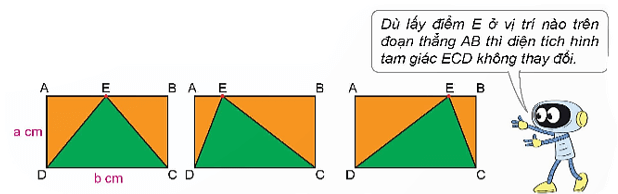 Dù lấy điểm E ở vị trí nào trên
đoạn thẳng AB thì diện tích hình
tam giác ECD không thay đổi.
A E B A E B A E B
a cm
D b cm C D C D C